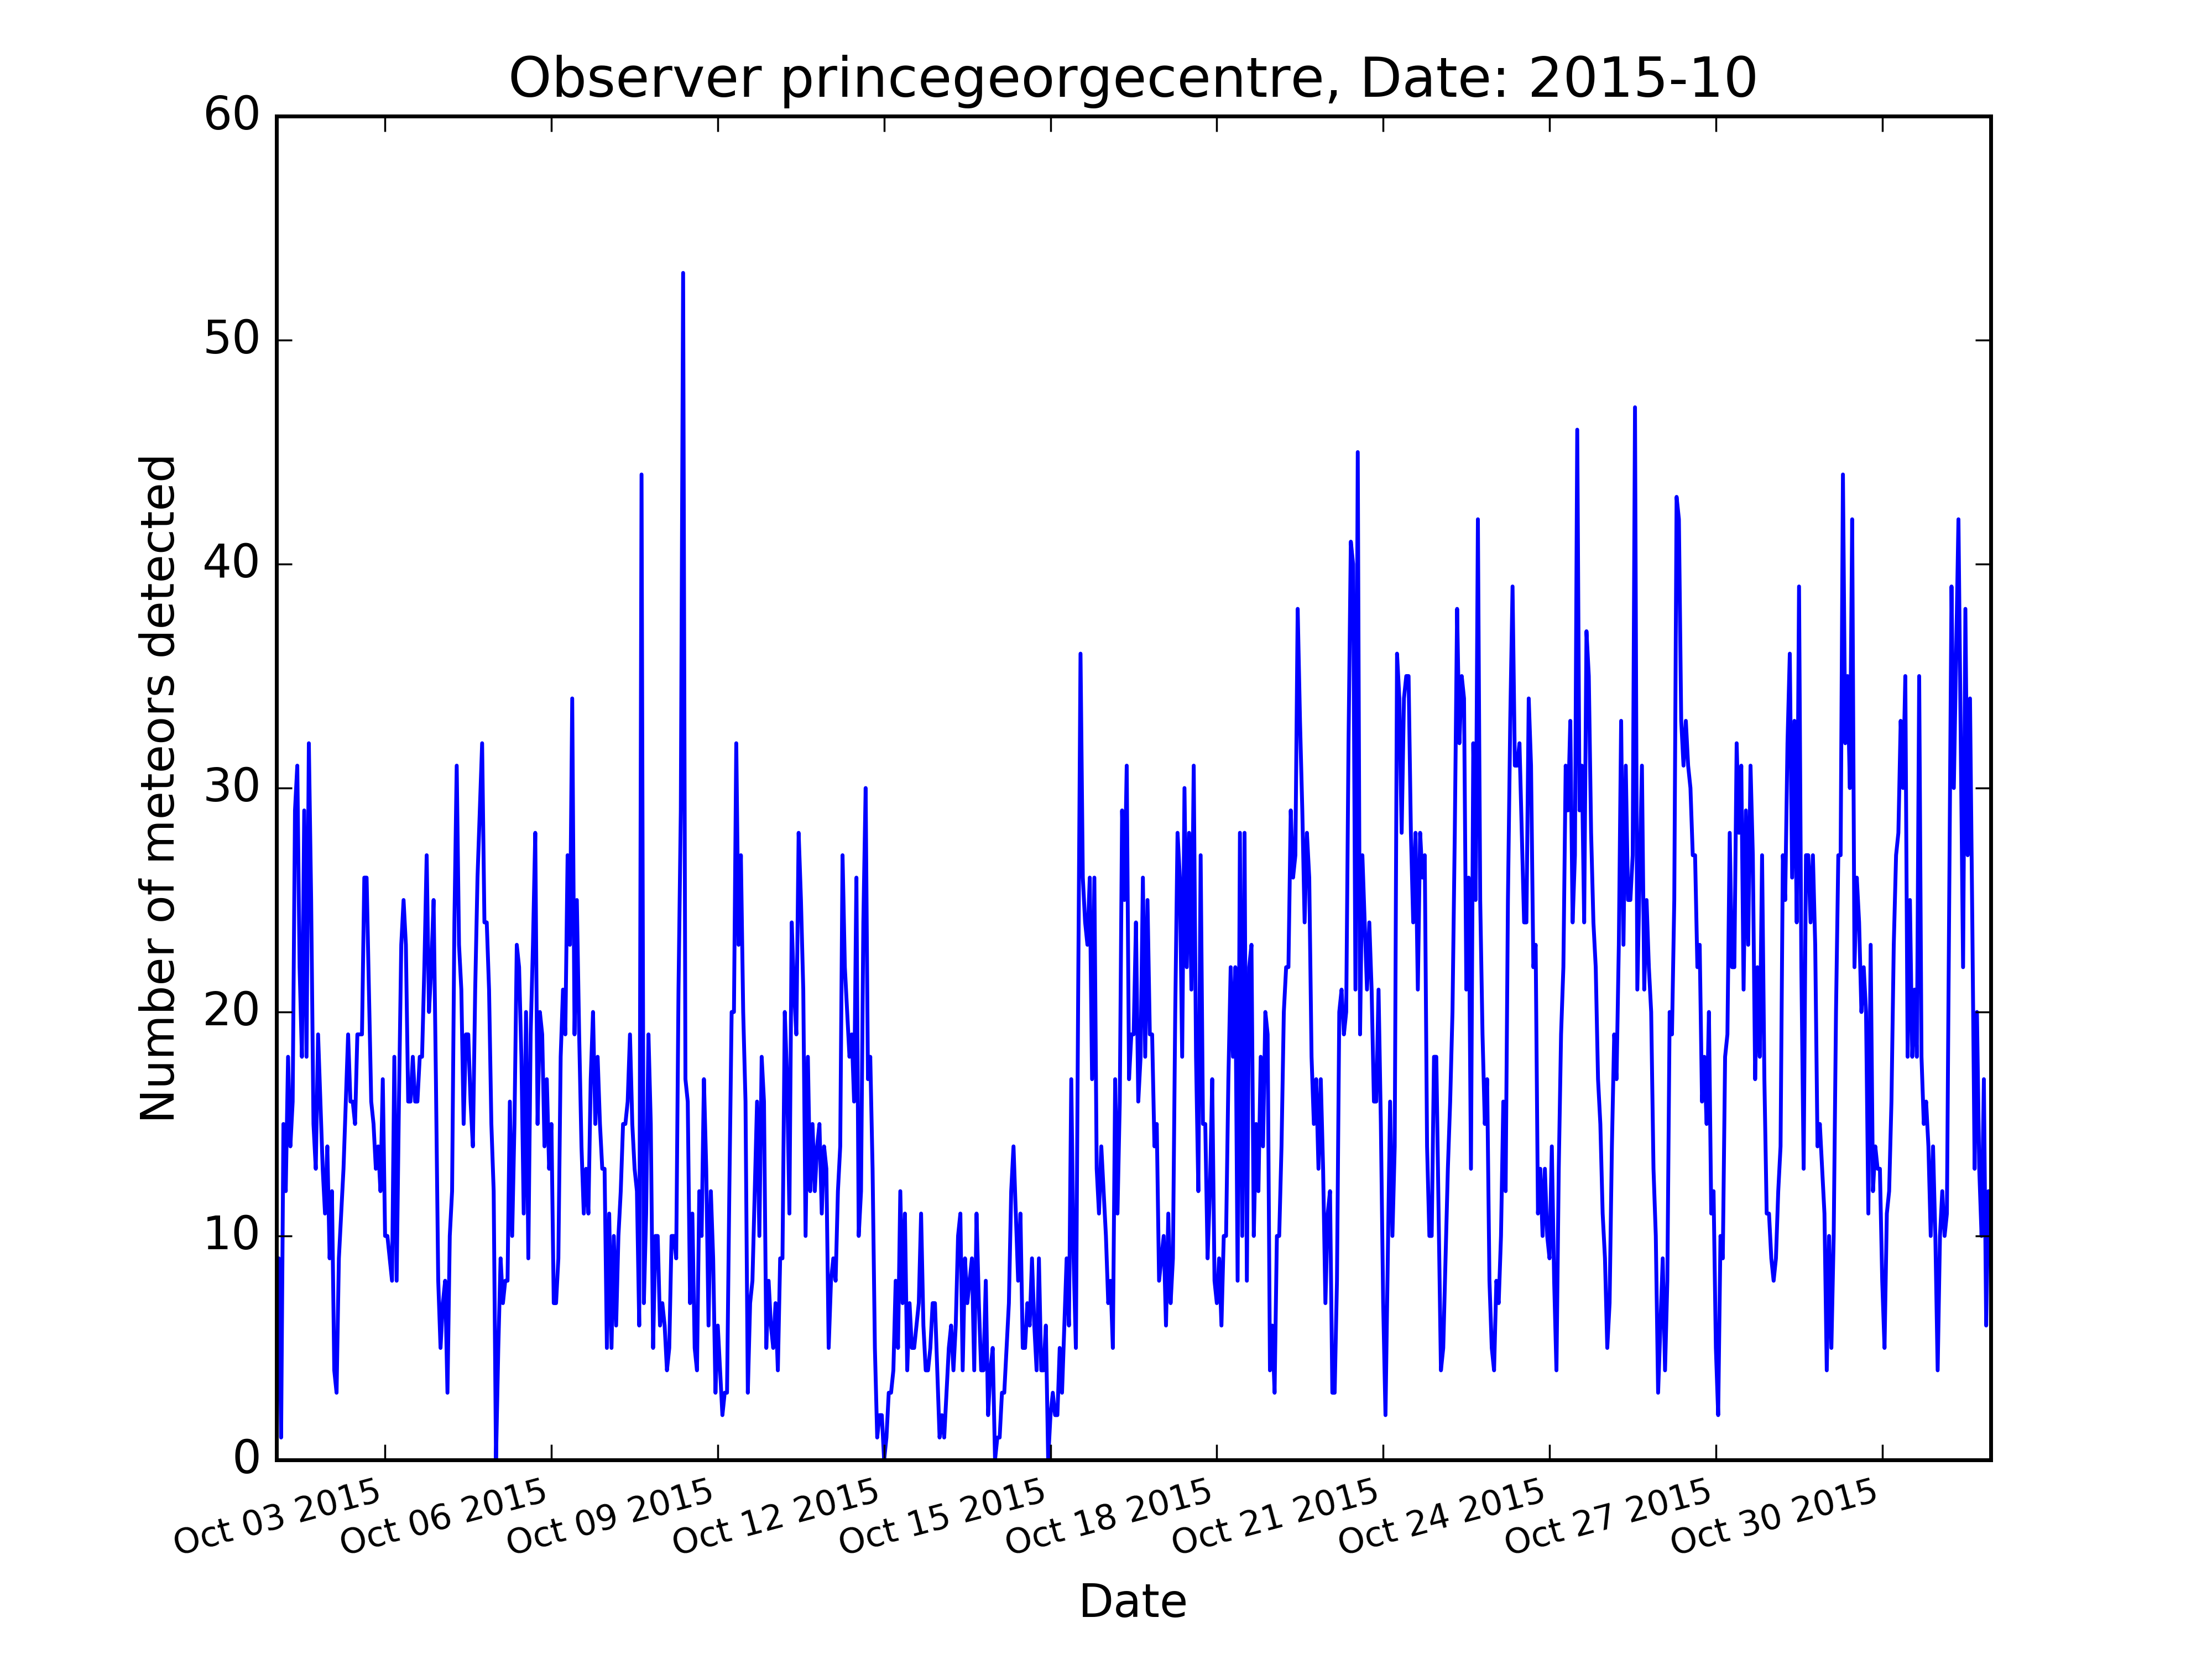 Observer princegeorgecentre, Date: 2015-10
60
50
40
30
20
10
0
Number of meteors detected
Oct 03 2015
Oct 06 2015
Oct 09 2015
Oct 12 2015
Oct 15 2015
Oct 18 2015
Oct 21 2015
Oct 24 2015
Oct 27 2015
Oct 30 2015
Date